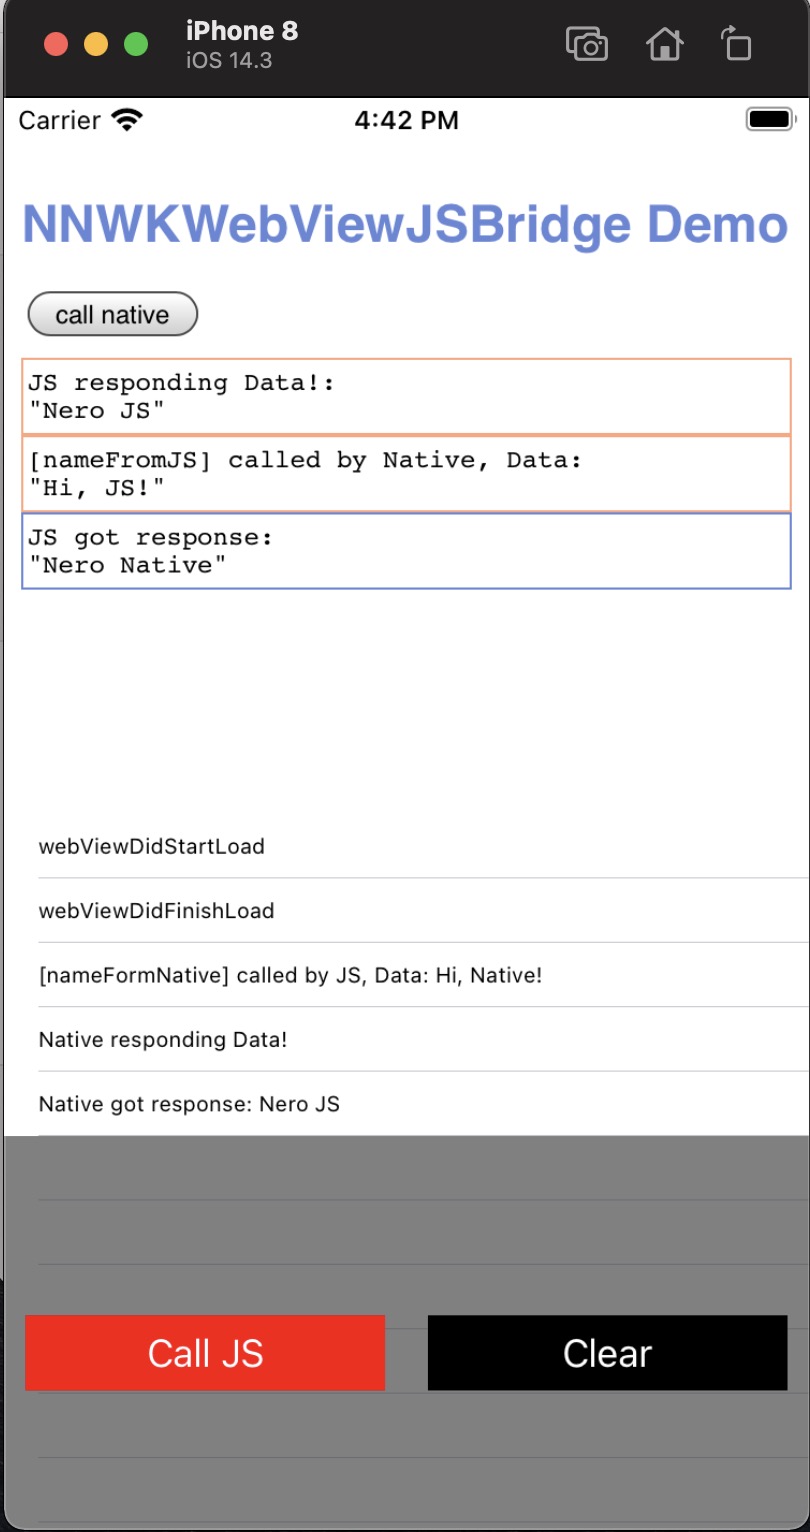 iPhone 8
iOS 14.3
Carrier
4:42 PM
NNWKWebViewJSBridge Demo
call native
JS responding Data!:
"Nero JS"
[nameFromJS] called by Native, Data:
"Hi, JS!"
JS got response:
"Nero Native"
webViewDidStartLoad
webViewDidFinishLoad
[nameFormNative] called by JS, Data: Hi, Native!
Native responding Data!
Native got response: Nero JS
Call JS
Clear